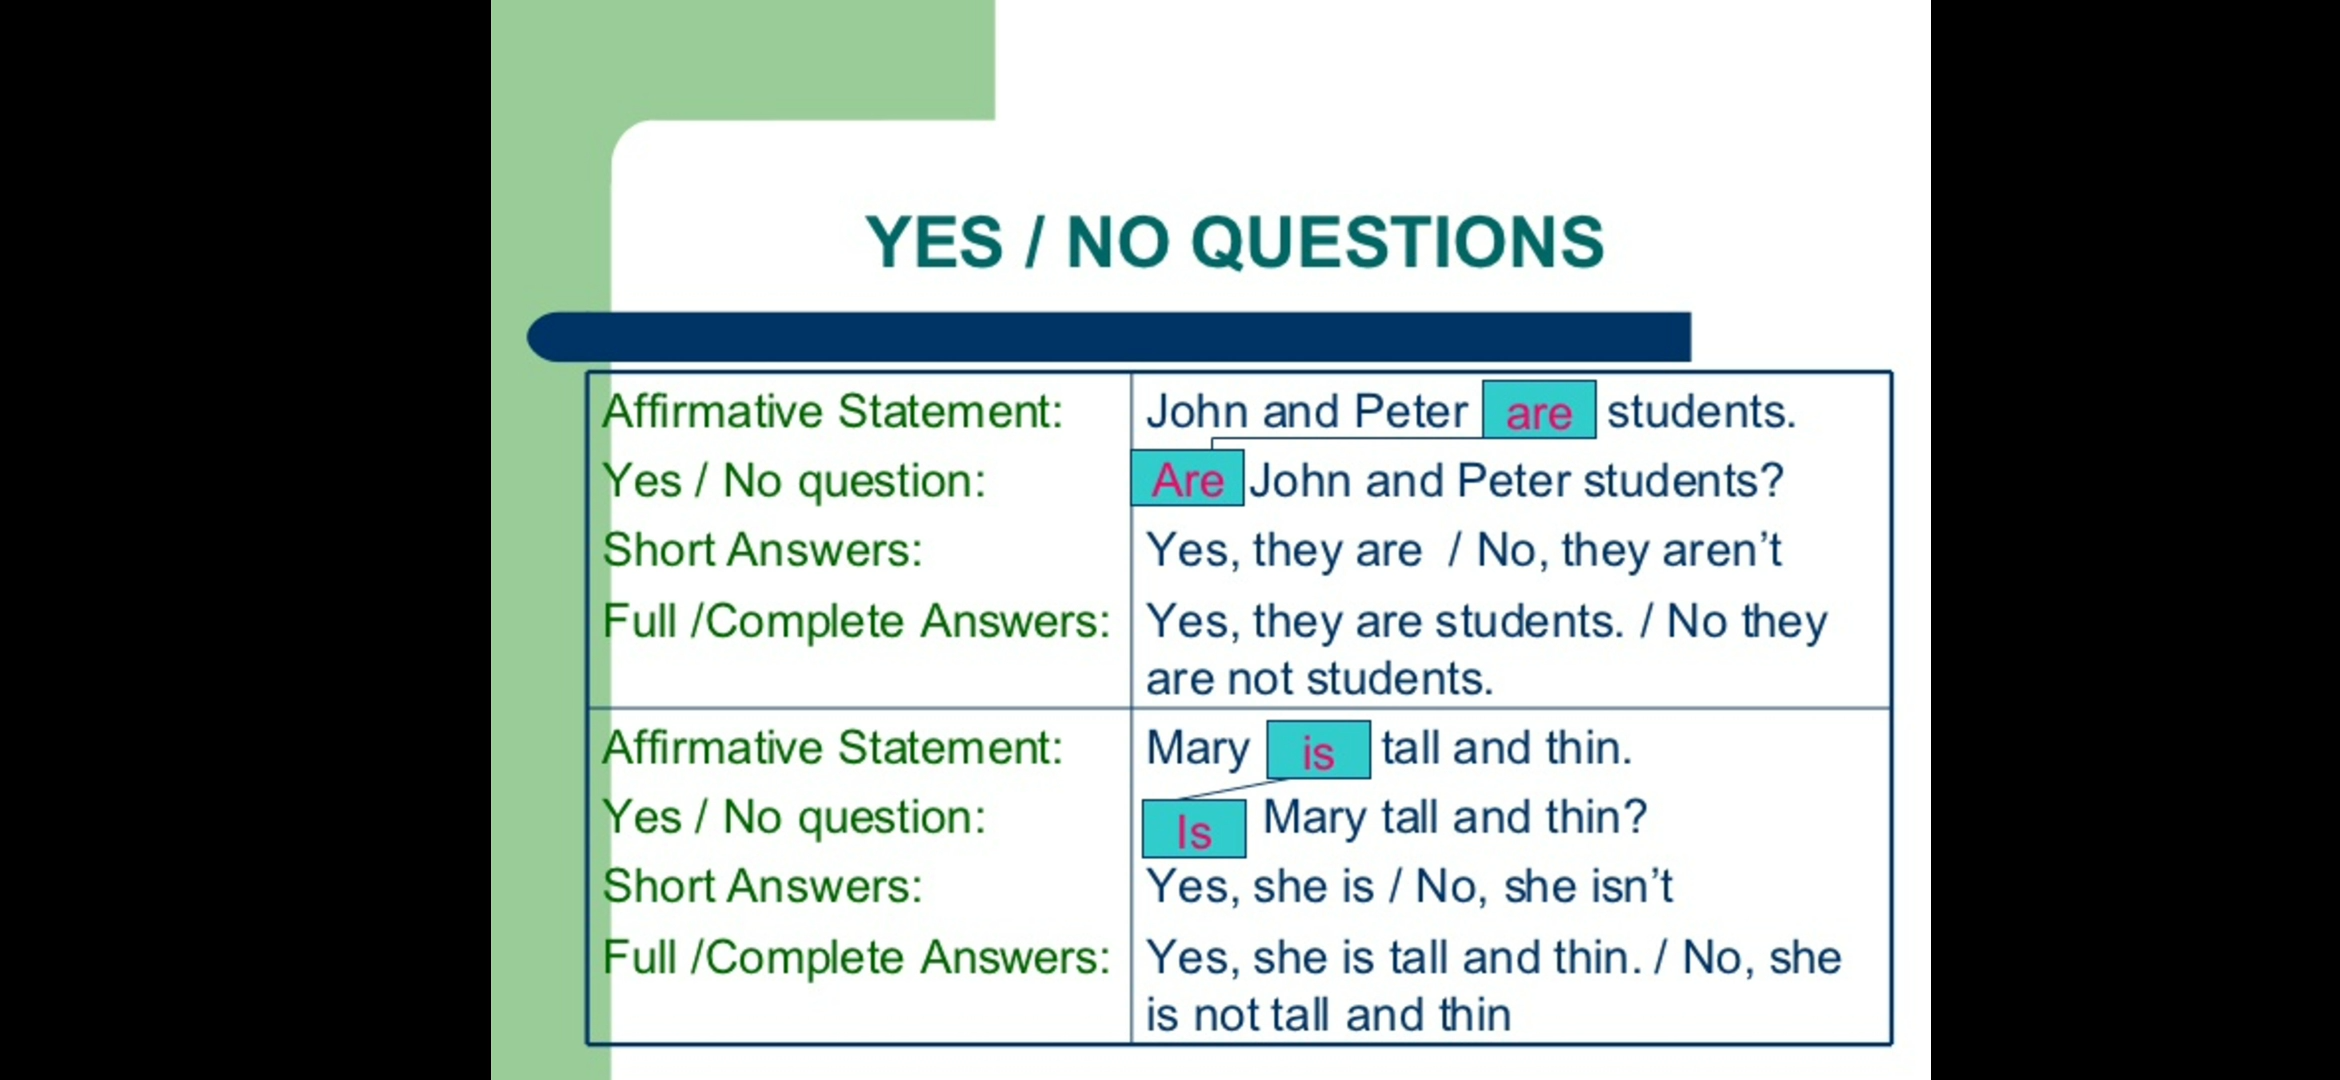 YES / NO QUESTIONS
Affirmative Statement: John and Peter are students.
Yes / No question: Are John and Peter students?
Short Answers: Yes, they are / No, they aren’t
Full /Complete Answers: Yes, they are students. / No they
are not students.
Affirmative Statement: Mary is tall and thin.
Yes / No question: Is Mary tall and thin?
Short Answers: Yes, she is / No, she isn’t
Full /Complete Answers: Yes, she is tall and thin. / No, she
is not tall and thin